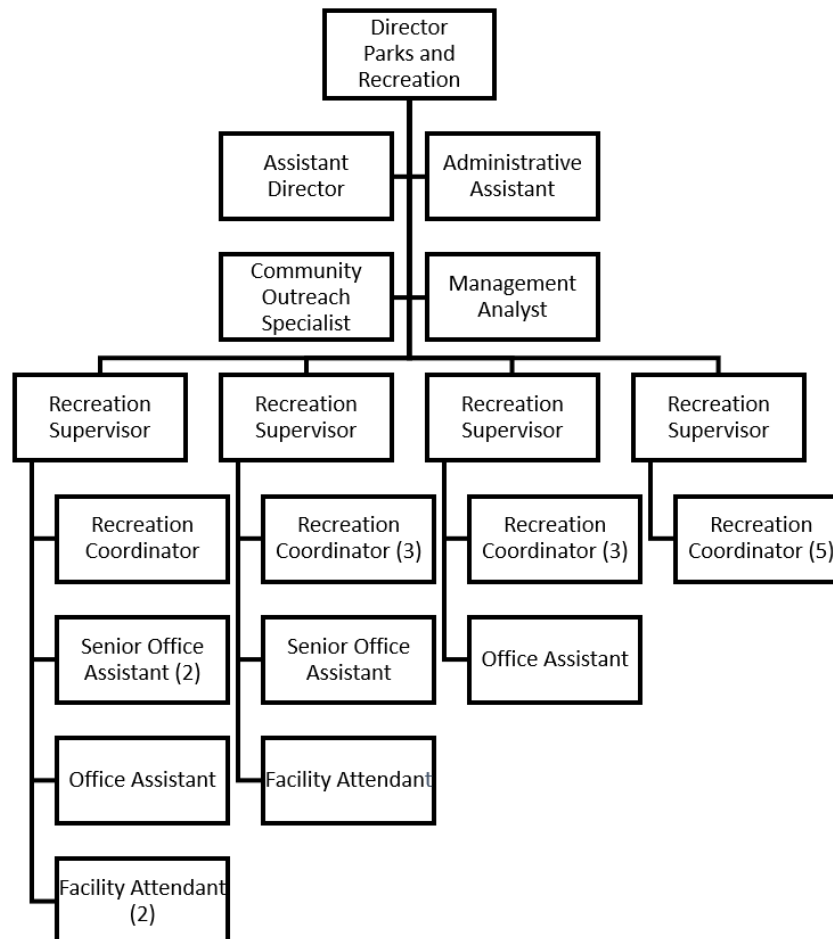 Director
Parks and
Recreation
Assistant
Director
Administrative
Assistant
Community
Outreach
Specialist
Management
Analyst
Recreation
Supervisor
Recreation
Supervisor
Recreation
Supervisor
Recreation
Supervisor
Recreation
Coordinator
Recreation
Coordinator (3)
Recreation
Coordinator (3)
Recreation
Coordinator (5)
Senior Office
Assistant (2)
Senior Office
Assistant
Office Assistant
Office Assistant
Facility Attendant
Facility Attendant
(2)